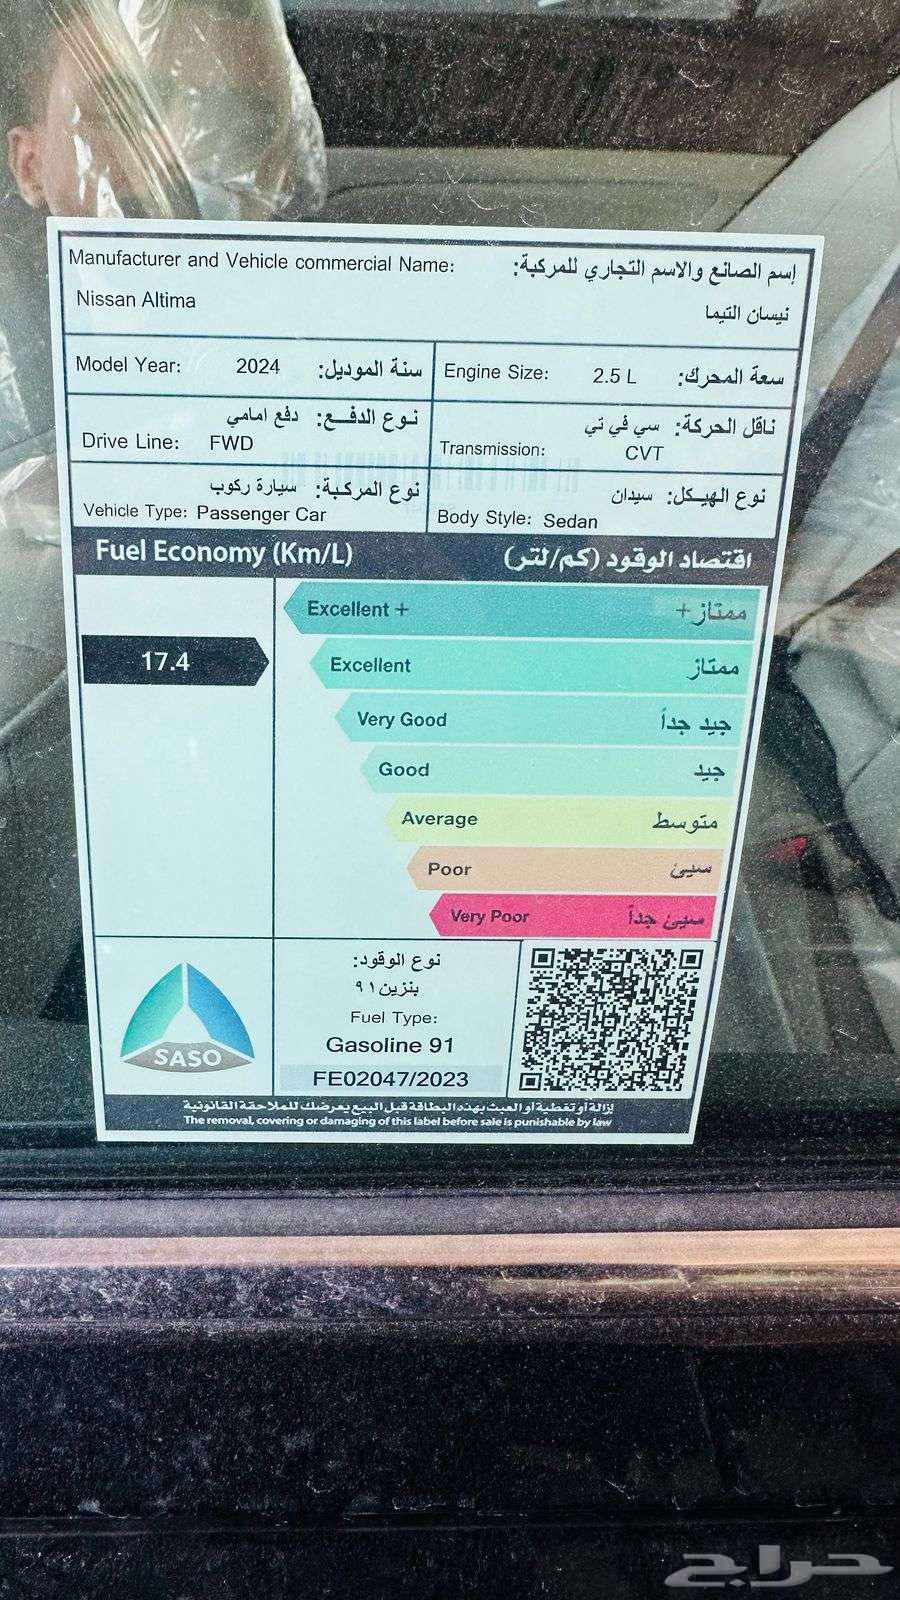 Manufacturer and Vehicle commercial Name: إسم الصانع والاسم التجاري للمركبة:
Nissan Altima نيسان التيما
Model Year: 2024 سنة الموديل:
Engine Size: 2.5 L سعة المحرك:
نوع الدفع: دفع امامي
Drive Line: FWD
ناقل الحركة: سي في تي
Transmission: CVT
نوع المركبة: سيارة ركوب
Vehicle Type: Passenger Car
نوع الهيكل: سيدان
Body Style: Sedan
Fuel Economy (Km/L) اقتصاد الوقود (كم/لتر)
Excellent + ممتاز +
17.4
Excellent ممتاز
Very Good جيد جداً
Good جيد
Average متوسط
Poor سيئ
Very Poor سيئ جداً
SASO
نوع الوقود:
بنزين ٩١
Fuel Type:
Gasoline 91
FE02047/2023
إزالة أو تغطية أو العبث بهذه البطاقة قبل البيع يعرضك للملاحقة القانونية
The removal, covering or damaging of this label before sale is punishable by law
حراج